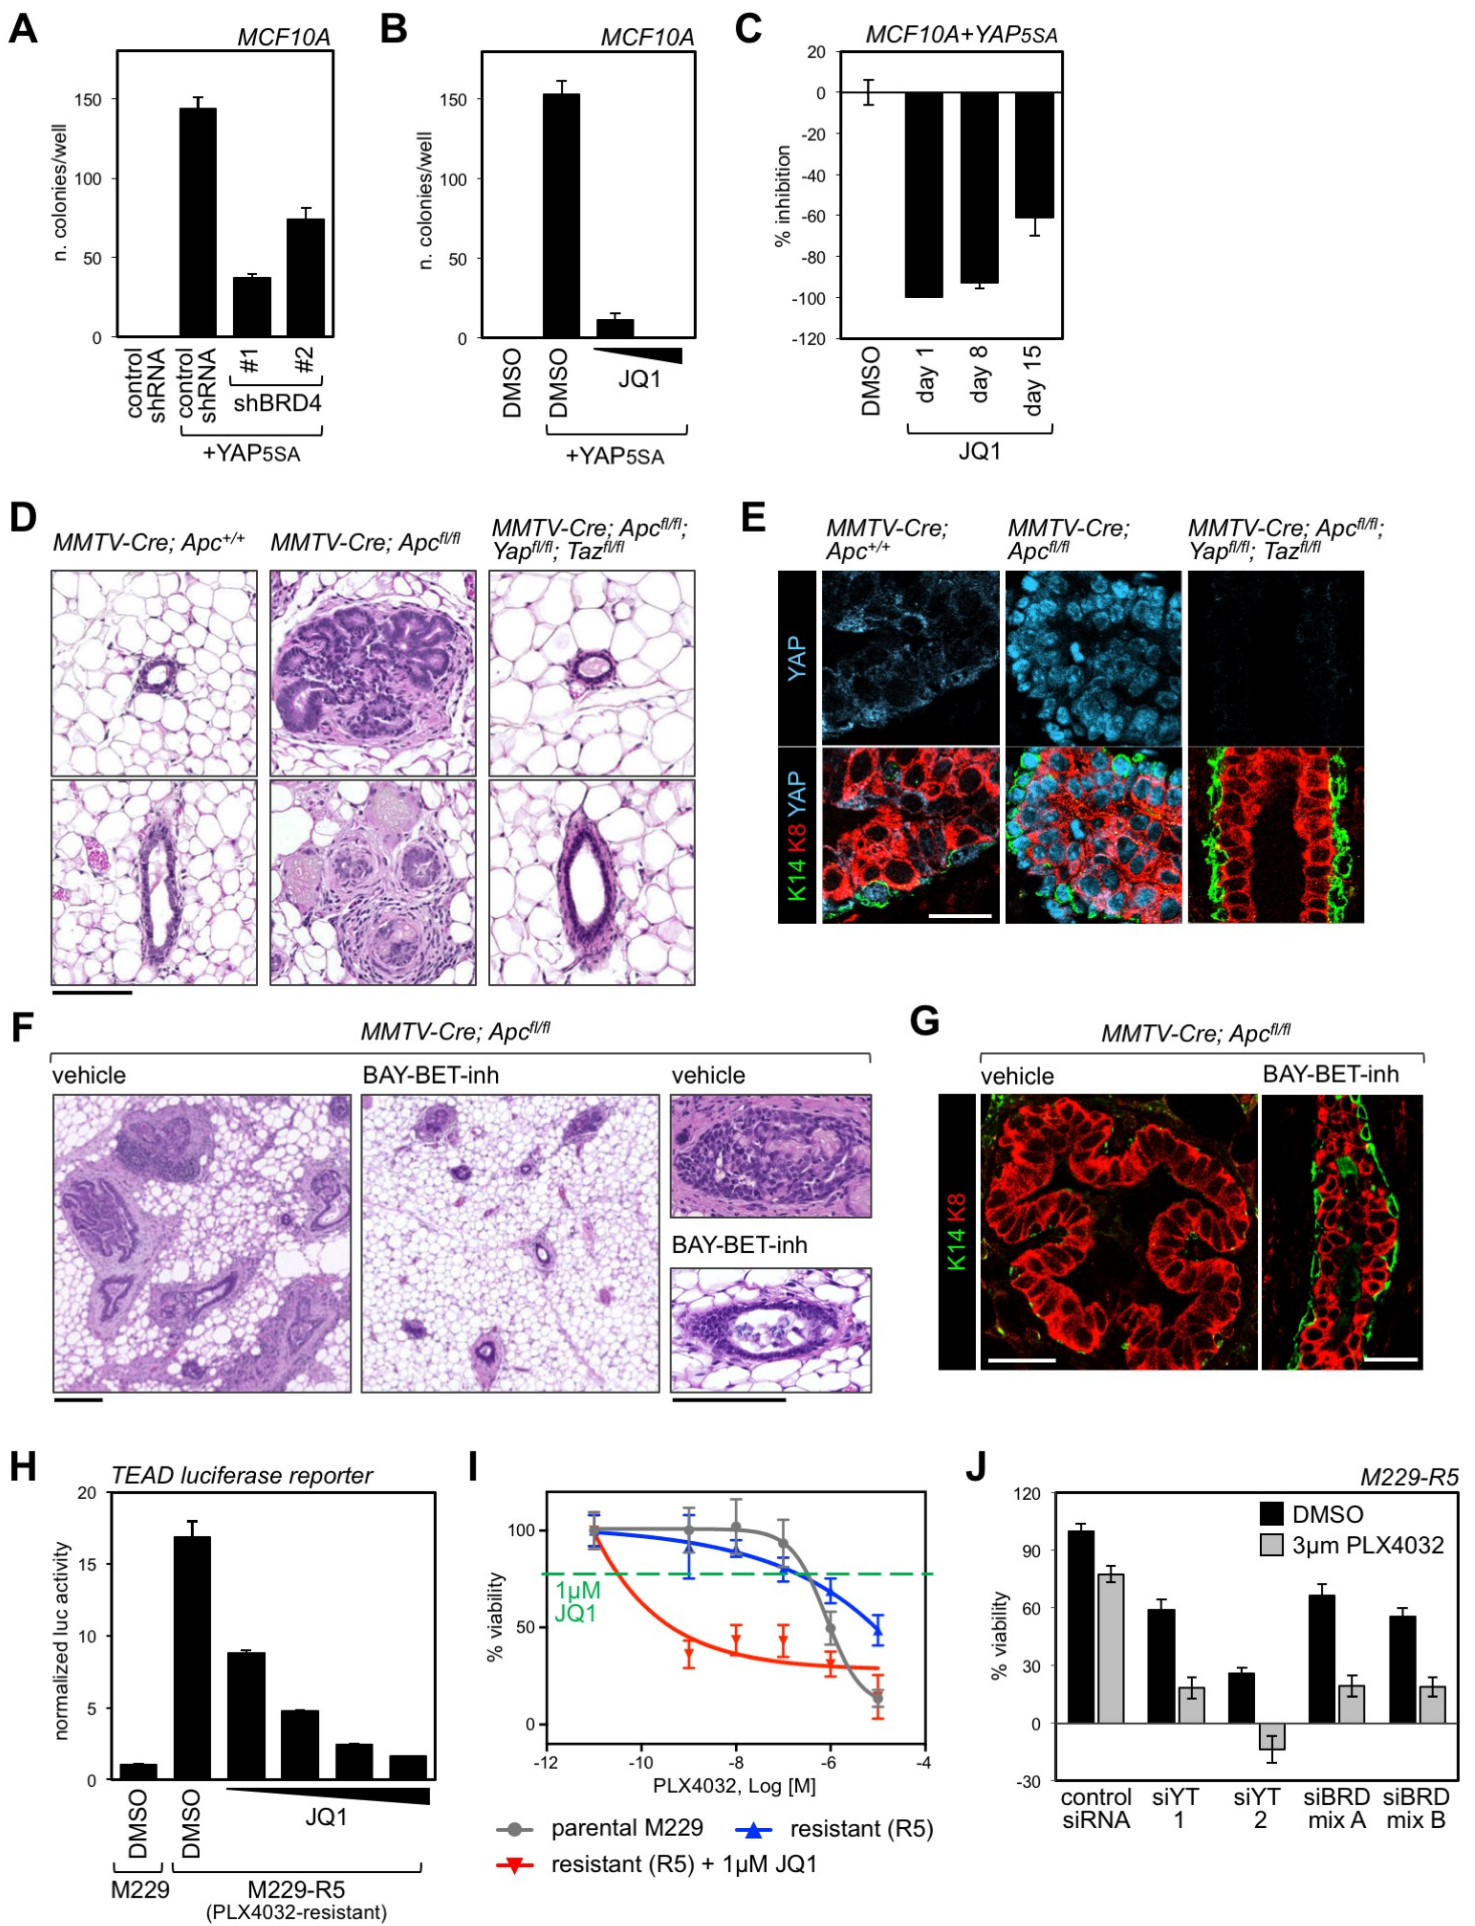 A
MCF10A
n. colonies/well
150
100
50
0
control shRNA
control shRNA
#1
#2
shBRD4
+YAP5SA
B
MCF10A
n. colonies/well
150
100
50
0
DMSO
DMSO
JQ1
+YAP5SA
C
MCF10A+YAP5SA
% inhibition
20
0
-20
-40
-60
-80
-100
-120
DMSO
day 1
day 8
day 15
JQ1
D
MMTV-Cre; Apc+/+
MMTV-Cre; Apcfl/fl
MMTV-Cre; Apcfl/fl;
Yapfl/fl; Tazfl/fl
E
MMTV-Cre;
Apc+/+
MMTV-Cre;
Apcfl/fl
MMTV-Cre; Apcfl/fl;
Yapfl/fl; Tazfl/fl
YAP
K14 K8 YAP
F
MMTV-Cre; Apcfl/fl
vehicle
BAY-BET-inh
vehicle
BAY-BET-inh
G
MMTV-Cre; Apcfl/fl
vehicle
BAY-BET-inh
K14 K8
H
TEAD luciferase reporter
normalized luc activity
20
15
10
5
0
DMSO
DMSO
JQ1
M229
M229-R5
(PLX4032-resistant)
I
% viability
100
50
0
1µM
JQ1
-12
-10
-8
-6
-4
PLX4032, Log [M]
parental M229
resistant (R5)
resistant (R5) + 1µM JQ1
J
M229-R5
DMSO
3µm PLX4032
% viability
120
90
60
30
0
-30
control
siRNA
siYT
1
siYT
2
siBRD
mix A
siBRD
mix B